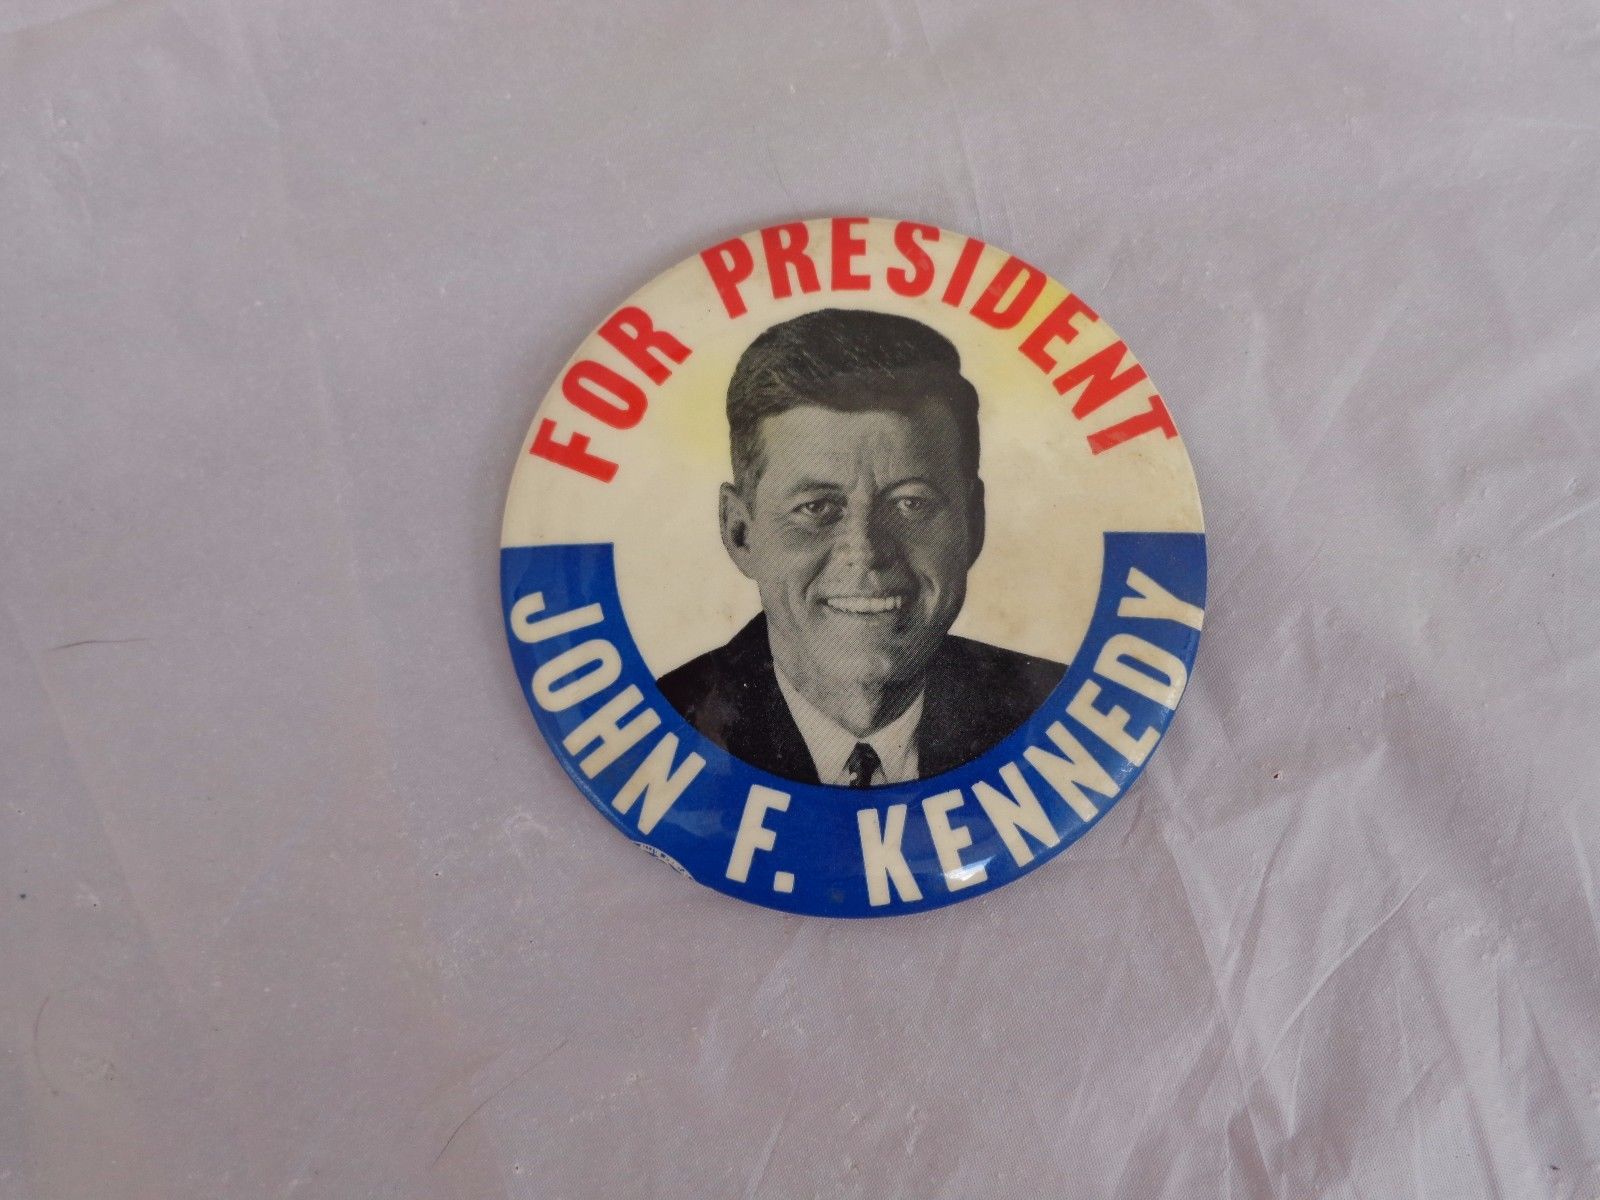 FOR PRESIDENT
JOHN F. KENNEDY